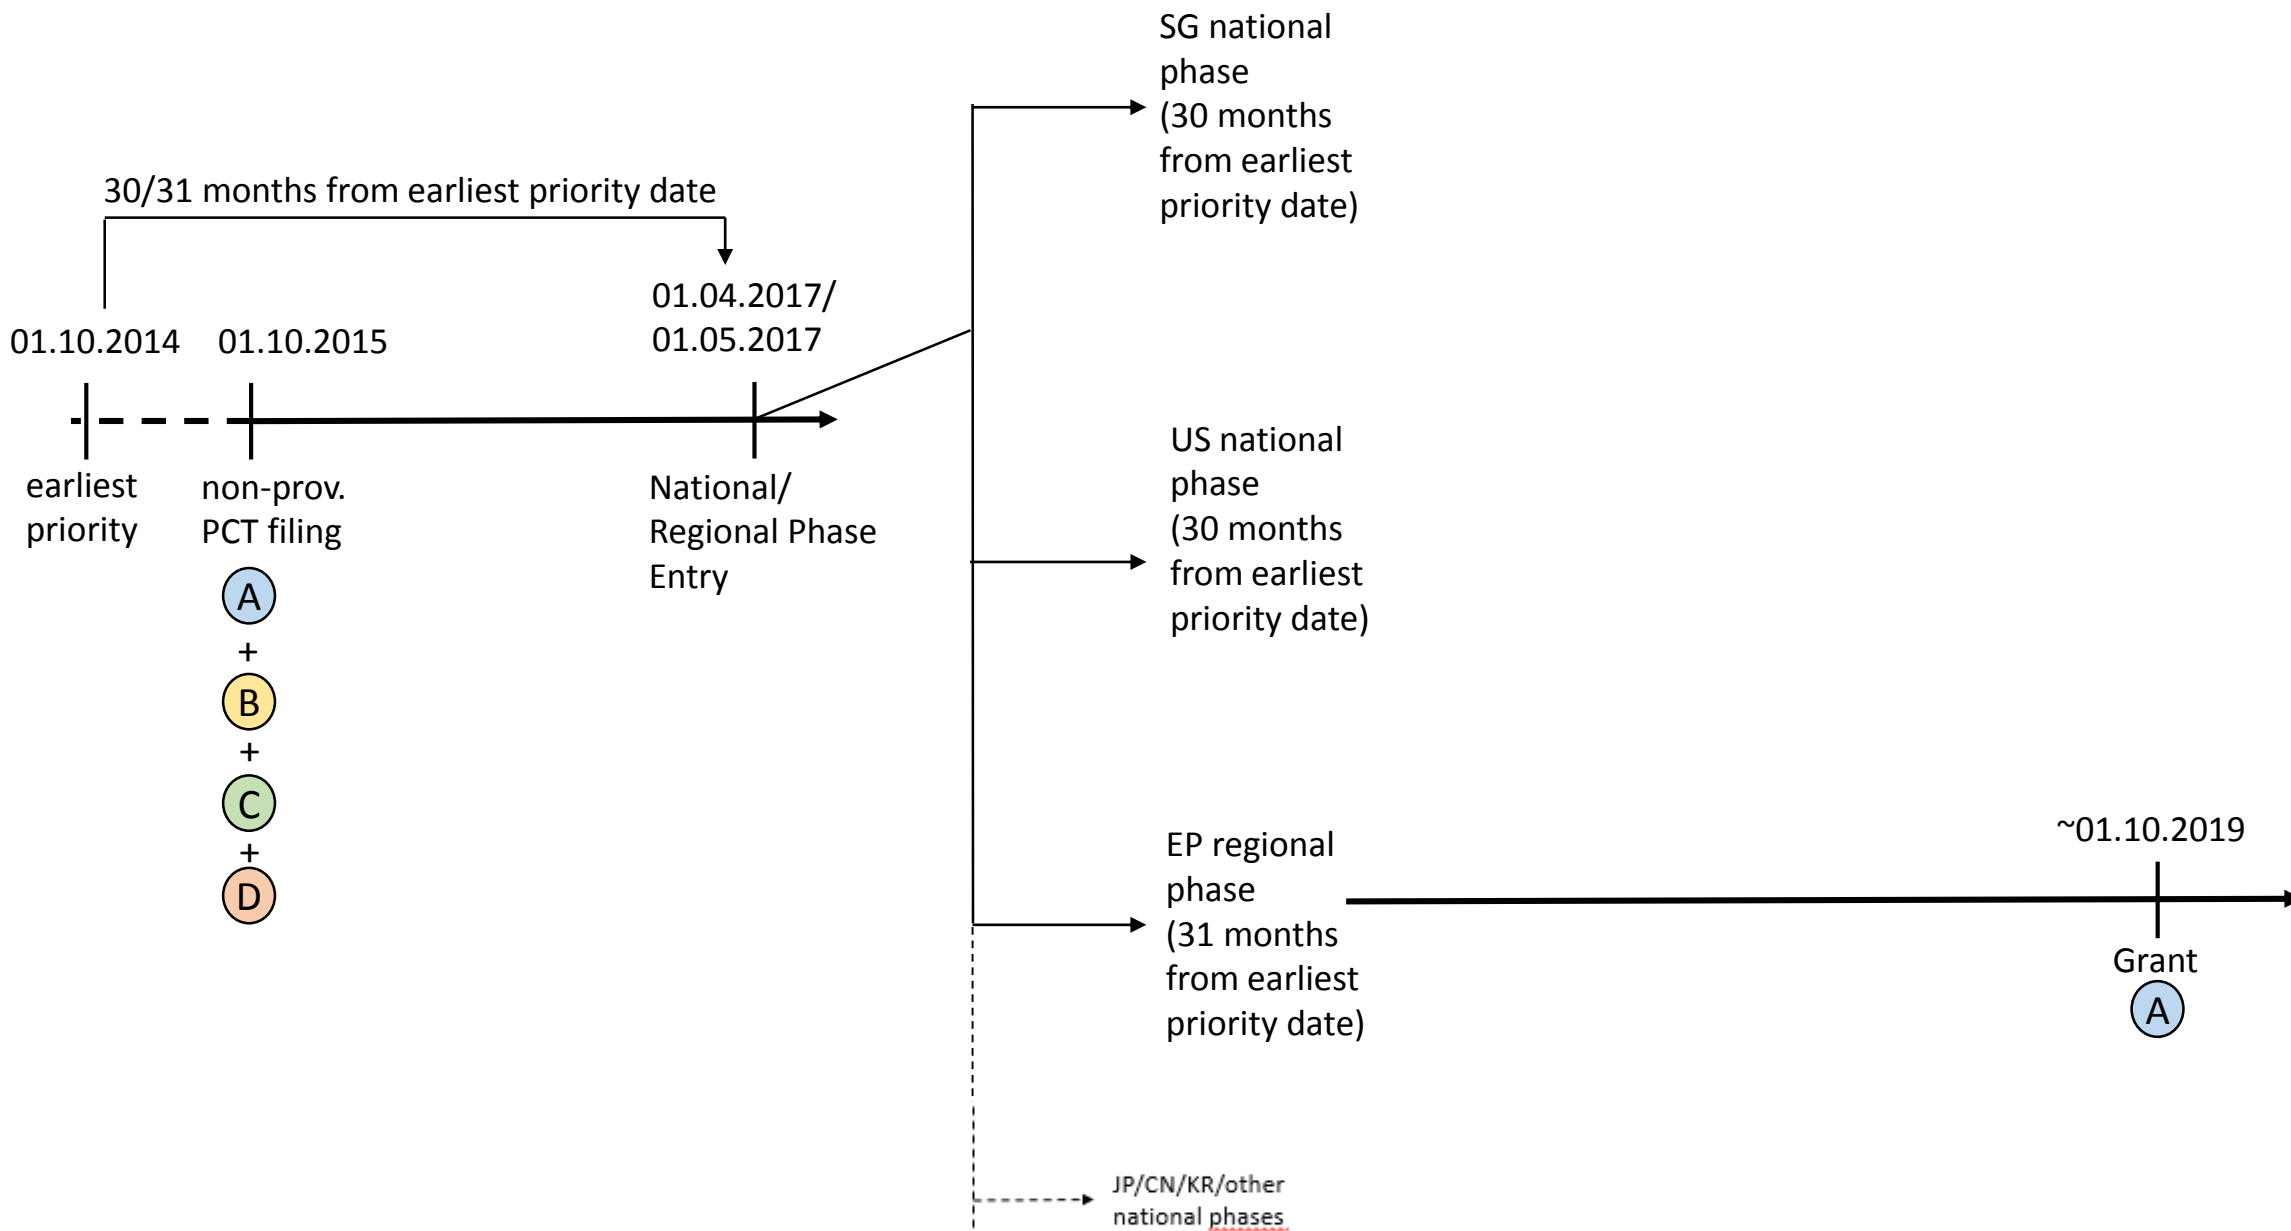 SG national
phase
(30 months
from earliest
priority date)
30/31 months from earliest priority date
01.10.2014
01.10.2015
01.04.2017/
01.05.2017
earliest
priority
non-prov.
PCT filing
National/
Regional Phase
Entry
A
+
B
+
C
+
D
US national
phase
(30 months
from earliest
priority date)
EP regional
phase
(31 months
from earliest
priority date)
~01.10.2019
Grant
A
JP/CN/KR/other
national phases